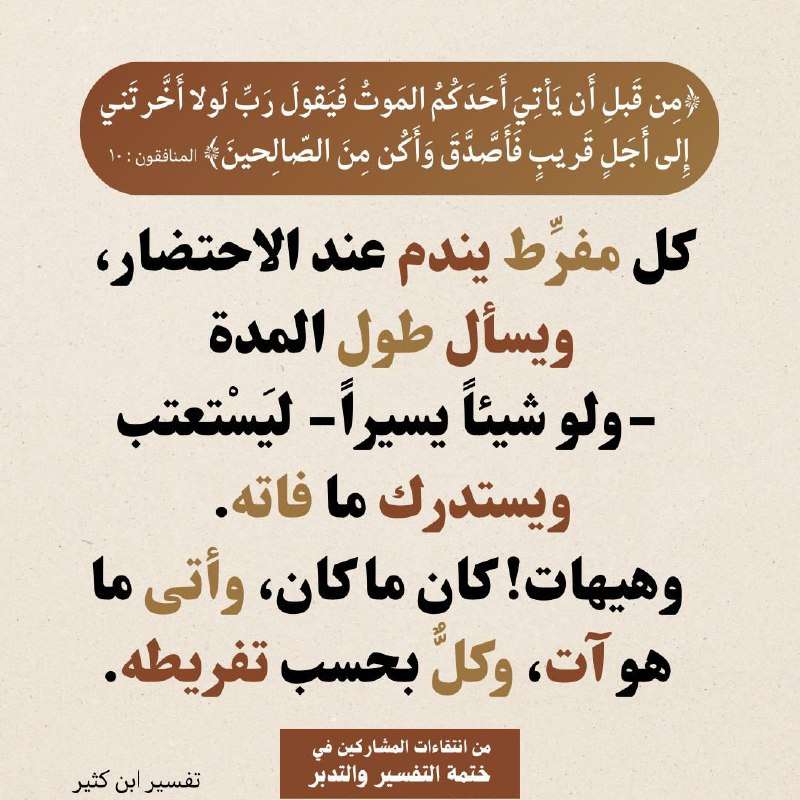 ﴿مِن قَبلِ أَن يَأتِيَ أَحَدَكُمُ المَوتُ فَيَقولَ رَبِّ لَولا أَخَّرتَني
إِلى أَجَلٍ قَريبٍ فَأَصَّدَّقَ وَأَكُن مِنَ الصّالِحينَ﴾ المنافقون : ١٠
كل مفرِّط يندم عند الاحتضار،
ويسأل طول المدة
-ولو شيئاً يسيراً- ليَسْتعتب
ويستدرك ما فاته.
وهيهات! كان ما كان، وأتى ما
هو آت، وكلٌّ بحسب تفريطه.
من انتقاءات المشاركين في
ختمة التفسير والتدبر
تفسير ابن كثير